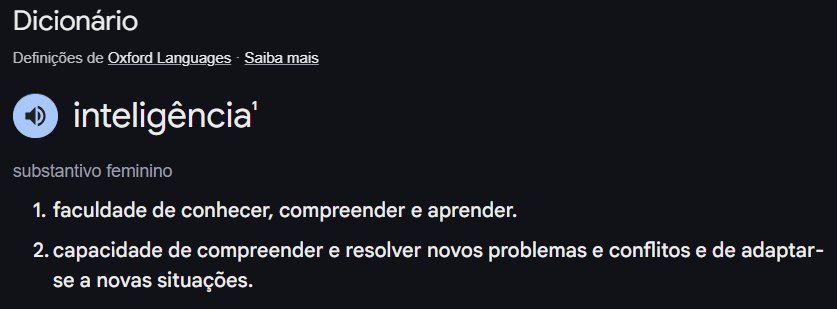 Dicionário
Definições de Oxford Languages · Saiba mais
inteligência¹
substantivo feminino
1. faculdade de conhecer, compreender e aprender.
2. capacidade de compreender e resolver novos problemas e conflitos e de adaptar-
se a novas situações.